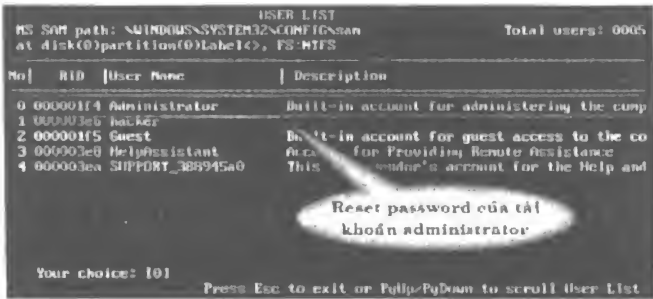 USER LIST
MS SAM path: \WINDOWS\SYSTEM32\CONFIG\sam Total users: 0005
at disk(0)partition(0)Label<>, FS:NTFS
No| RID |User Name | Description
0 000001f4 Administrator Built-in account for administering the comp
1 000003eb hacker
2 000001f5 Guest Built-in account for guest access to the co
3 000003e8 HelpAssistant Account for Providing Remote Assistance
4 000003ea SUPPORT_388945a0 This vendor's account for the Help and
Reset password của tài
khoản administrator
Your choice: [0]
Press Esc to exit or PgUp/PgDown to scroll User List